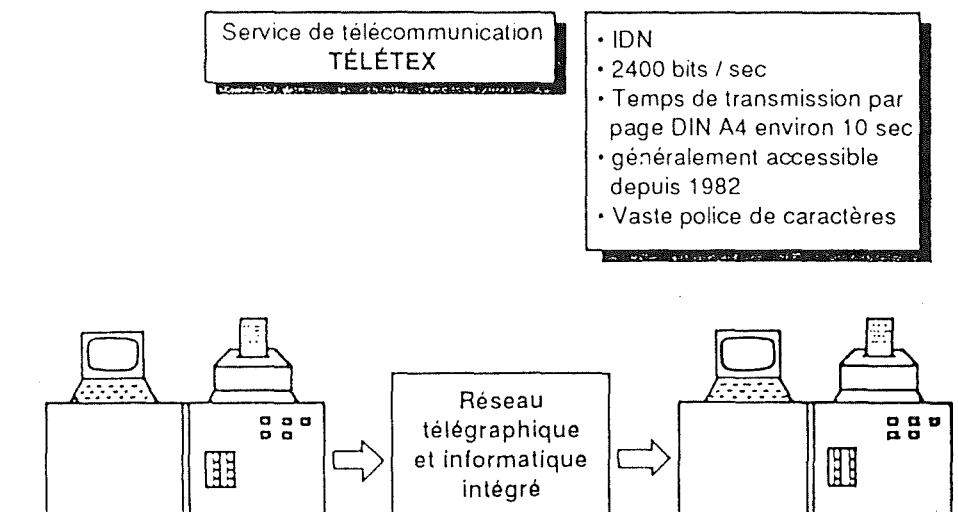 Service de télécommunication
TÉLÉTEX
· IDN
· 2400 bits / sec
· Temps de transmission par
page DIN A4 environ 10 sec
· généralement accessible
depuis 1982
· Vaste police de caractères
Réseau
télégraphique
et informatique
intégré